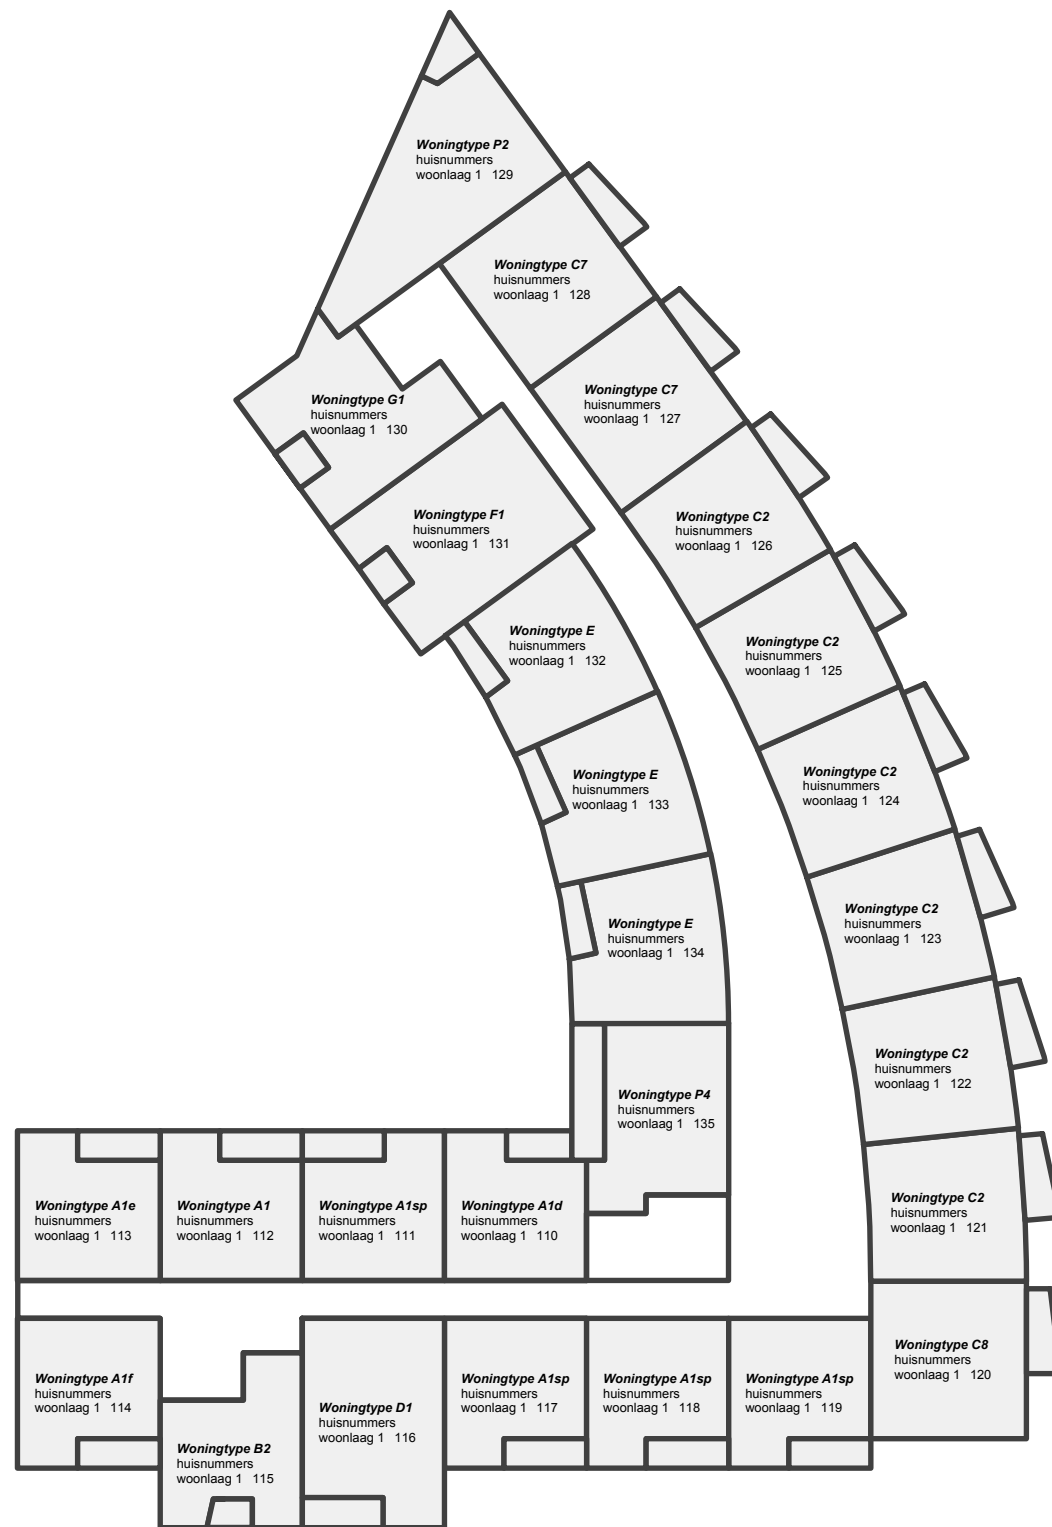 Woningtype P2
huisnummers
woonlaag 1 129
Woningtype C7
huisnummers
woonlaag 1 128
Woningtype C7
huisnummers
woonlaag 1 127
Woningtype G1
huisnummers
woonlaag 1 130
Woningtype F1
huisnummers
woonlaag 1 131
Woningtype C2
huisnummers
woonlaag 1 126
Woningtype E
huisnummers
woonlaag 1 132
Woningtype C2
huisnummers
woonlaag 1 125
Woningtype E
huisnummers
woonlaag 1 133
Woningtype C2
huisnummers
woonlaag 1 124
Woningtype E
huisnummers
woonlaag 1 134
Woningtype C2
huisnummers
woonlaag 1 123
Woningtype C2
huisnummers
woonlaag 1 122
Woningtype P4
huisnummers
woonlaag 1 135
Woningtype C2
huisnummers
woonlaag 1 121
Woningtype A1e
huisnummers
woonlaag 1 113
Woningtype A1
huisnummers
woonlaag 1 112
Woningtype A1sp
huisnummers
woonlaag 1 111
Woningtype A1d
huisnummers
woonlaag 1 110
Woningtype C8
huisnummers
woonlaag 1 120
Woningtype A1f
huisnummers
woonlaag 1 114
Woningtype B2
huisnummers
woonlaag 1 115
Woningtype D1
huisnummers
woonlaag 1 116
Woningtype A1sp
huisnummers
woonlaag 1 117
Woningtype A1sp
huisnummers
woonlaag 1 118
Woningtype A1sp
huisnummers
woonlaag 1 119